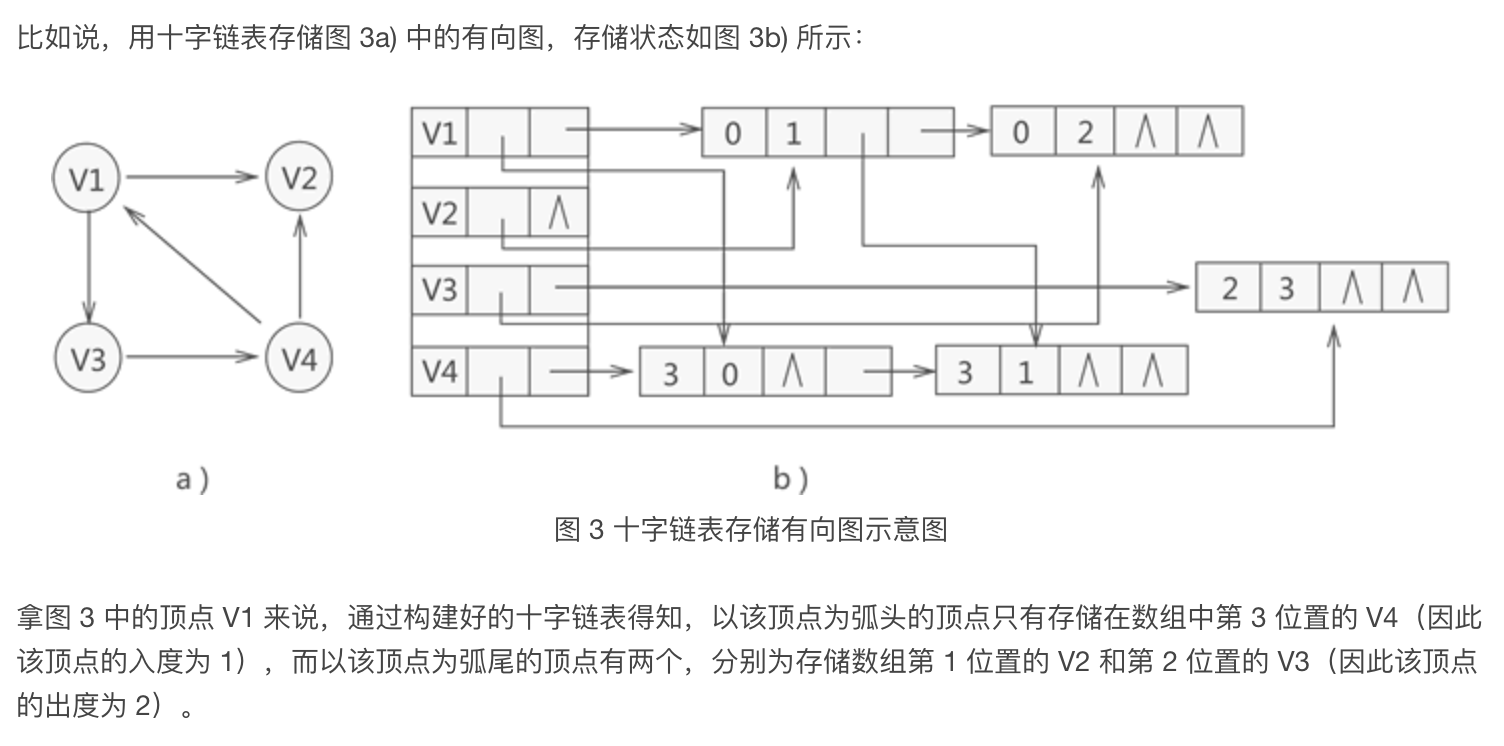 比如说，用十字链表存储图 3a) 中的有向图，存储状态如图 3b) 所示：
V1 V2
V3 V4
a )
V1 0 1 0 2 ∧ ∧
V2 ∧
V3 2 3 ∧ ∧
V4 3 0 ∧ 3 1 ∧ ∧
b )
图 3 十字链表存储有向图示意图
拿图 3 中的顶点 V1 来说，通过构建好的十字链表得知，以该顶点为弧头的顶点只有存储在数组中第 3 位置的 V4（因此
该顶点的入度为 1），而以该顶点为弧尾的顶点有两个，分别为存储数组第 1 位置的 V2 和第 2 位置的 V3（因此该顶点
的出度为 2）。